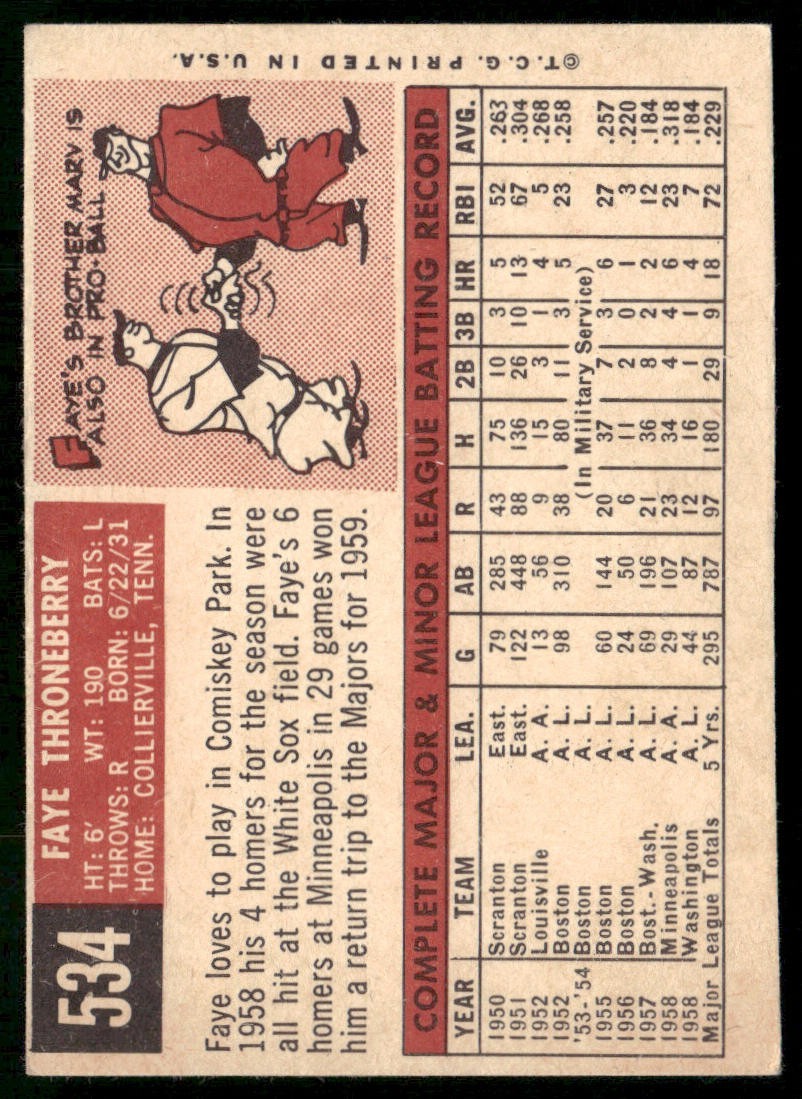 534
FAYE THRONEBERRY
HT: 6' WT: 190 BATS: L
THROWS: R BORN: 6/22/31
HOME: COLLIERVILLE, TENN.
Faye loves to play in Comiskey Park. In
1958 his 4 homers for the season were
all hit at the White Sox field. Faye's 6
homers at Minneapolis in 29 games won
him a return trip to the Majors for 1959.
FAYE'S BROTHER MARV IS
ALSO IN PRO-BALL
COMPLETE MAJOR & MINOR LEAGUE BATTING RECORD
YEAR TEAM LEA. G AB R H 2B 3B HR RBI AVG.
1950 Scranton East. 79 285 43 75 10 3 5 52 .263
1951 Scranton East. 122 448 88 136 26 10 13 67 .304
1952 Louisville A. A. 13 56 9 15 3 1 4 5 .268
1952 Boston A. L. 98 310 38 80 11 3 5 23 .258
'53-'54 Boston A. L. (In Military Service)
1955 Boston A. L. 60 144 20 37 7 3 6 27 .257
1956 Boston A. L. 24 50 6 11 2 0 1 3 .220
1957 Bost.-Wash. A. L. 69 196 21 36 8 2 2 12 .184
1958 Minneapolis A. A. 29 107 23 34 4 4 6 23 .318
1958 Washington A. L. 44 87 12 16 1 1 4 7 .184
Major League Totals 5 Yrs. 295 787 97 180 29 9 18 72 .229
©T.C.G. PRINTED IN U.S.A.